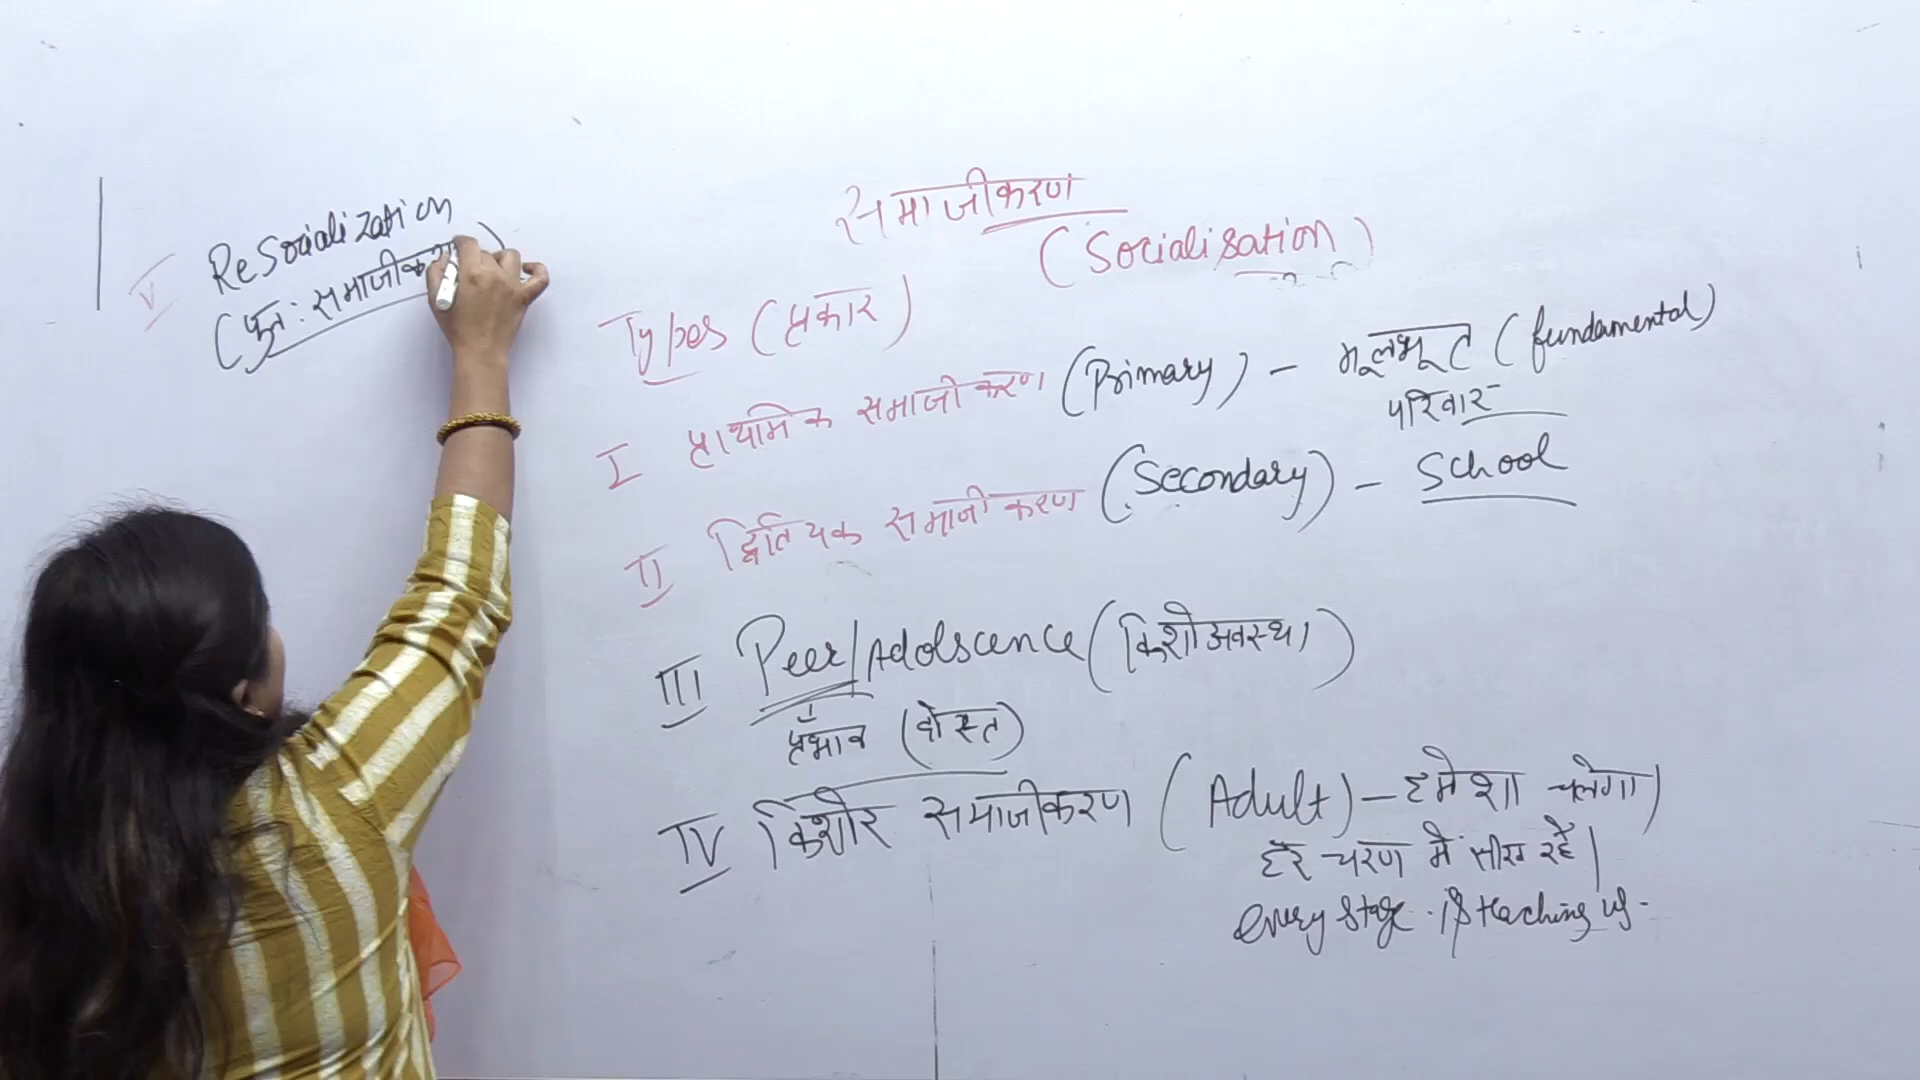 समाजीकरण
(Socialisation)
Types (प्रकार)
I प्राथमिक समाजीकरण (Primary) - मूलभूत (fundamental)
परिवार
II द्वितियक समाजीकरण (Secondary) - School
III Peer/Adolscence (किशोअवस्था)
प्रभाव (दोस्त)
IV किशोर समाजीकरण (Adult) - हमेशा चलेगा।
हर चरण में सीख रहें।
every stage is teaching us.
V ReSocialization
(पुनः समाजीकरण)